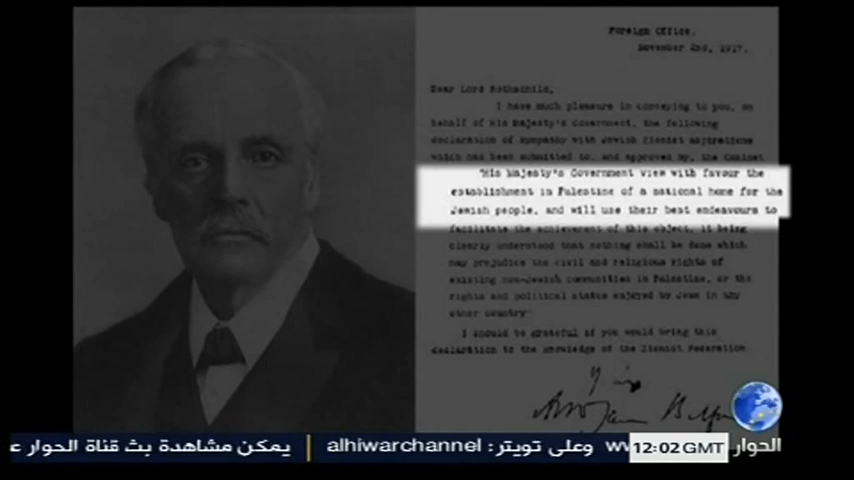 Foreign Office.
November 2nd, 1917.
Dear Lord Rothschild,
I have much pleasure in conveying to you, on
behalf of His Majesty's Government, the following
declaration of sympathy with Jewish Zionist aspirations
which has been submitted to, and approved by, the Cabinet
"His Majesty's Government view with favour the
establishment in Palestine of a national home for the
Jewish people, and will use their best endeavours to
facilitate the achievement of this object, it being
clearly understood that nothing shall be done which
may prejudice the civil and religious rights of
existing non-Jewish communities in Palestine, or the
rights and political status enjoyed by Jews in any
other country"
I should be grateful if you would bring this
declaration to the knowledge of the Zionist Federation.
الحوار
12:02 GMT
ww وعلى تويتر: alhiwarchannel | يمكن مشاهدة بث قناة الحوار ع